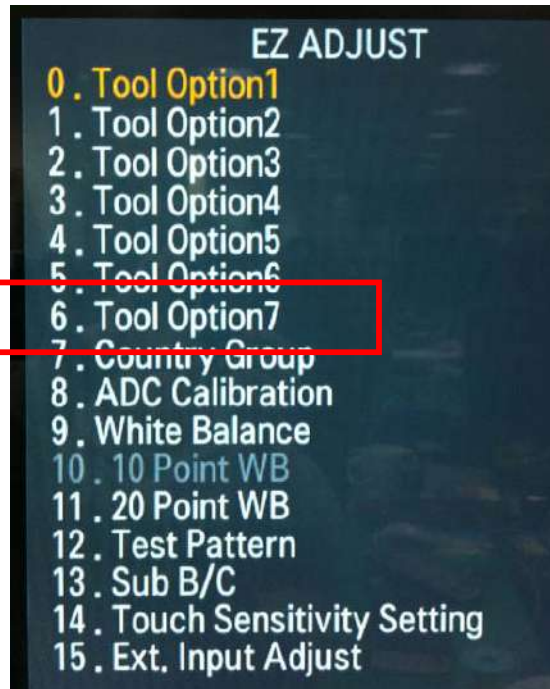 EZ ADJUST
0 . Tool Option1
1 . Tool Option2
2 . Tool Option3
3 . Tool Option4
4 . Tool Option5
5 . Tool Option6
6 . Tool Option7
7 . Country Group
8 . ADC Calibration
9 . White Balance
10 . 10 Point WB
11 . 20 Point WB
12 . Test Pattern
13 . Sub B/C
14 . Touch Sensitivity Setting
15 . Ext. Input Adjust